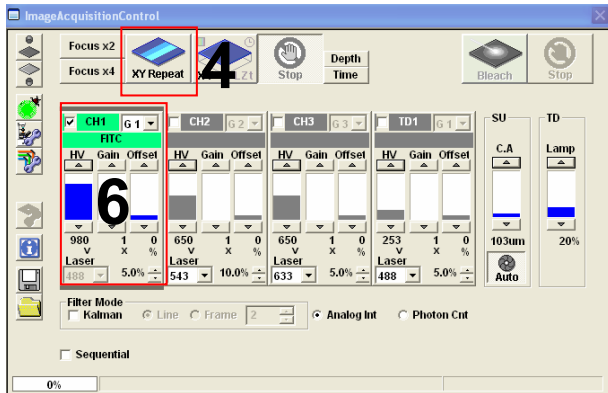 ImageAcquisitionControl
Focus x2
Focus x4
XY Repeat
4
Zt
Stop
Depth
Time
Bleach
Stop
CH1 G 1
FITC
HV Gain Offset
6
980 1 0
V X %
Laser
488 5.0%
CH2 G 2
HV Gain Offset
650 1 0
V X %
Laser
543 10.0%
CH3 G 3
HV Gain Offset
650 1 0
V X %
Laser
633 5.0%
TD1 G 1
HV Gain Offset
253 1 0
V X %
Laser
488 5.0%
SU
C.A
103um
Auto
TD
Lamp
20%
Filter Mode
Kalman Line Frame 2 Analog Int Photon Cnt
Sequential
0%